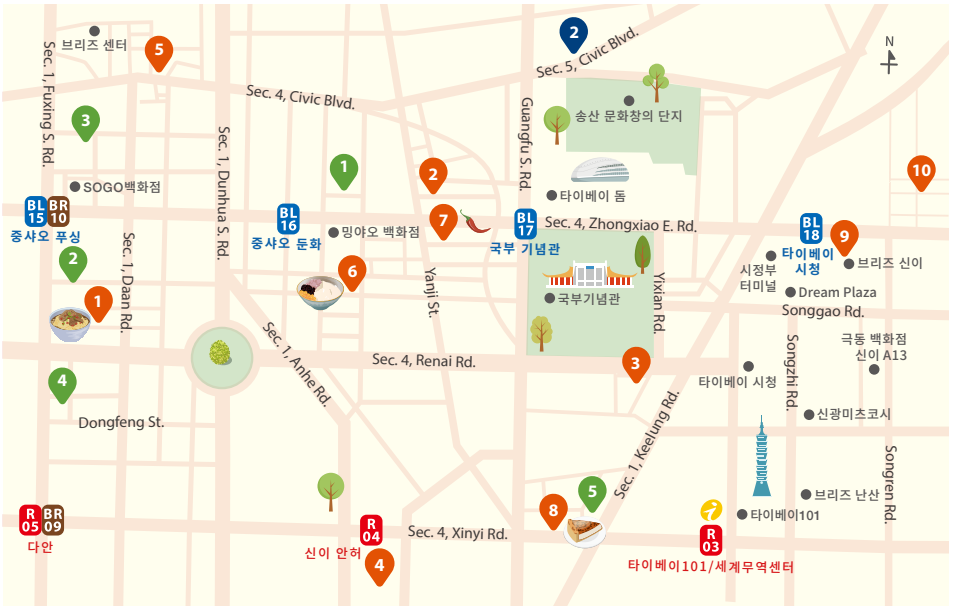 2
브리즈 센터
5
Sec. 5, Civic Blvd.
N
Sec. 1, Fuxing S. Rd.
Sec. 4, Civic Blvd.
Guangfu S. Rd.
송산 문화창의 단지
3
Sec. 1, Dunhua S. Rd.
1
2
10
SOGO백화점
타이베이 돔
BL
15
BR
10
중샤오 푸싱
BL
16
중샤오 둔화
밍야오 백화점
7
BL
17
국부 기념관
Sec. 4, Zhongxiao E. Rd.
BL
18
타이베이
시청
9
브리즈 신이
시정부
터미널
2
Sec. 1, Daan Rd.
6
Yanji St.
국부기념관
Yixian Rd.
Dream Plaza
Songgao Rd.
1
Sec. 1, Anhe Rd.
Sec. 4, Renai Rd.
3
극동 백화점
신이 A13
타이베이 시청
Songzhi Rd.
4
Dongfeng St.
Sec. 1, Keelung Rd.
신광미츠코시
Songren Rd.
브리즈 난산
5
8
타이베이101
R
05
BR
09
다안
R
04
신이 안허
Sec. 4, Xinyi Rd.
R
03
타이베이101/세계무역센터
4